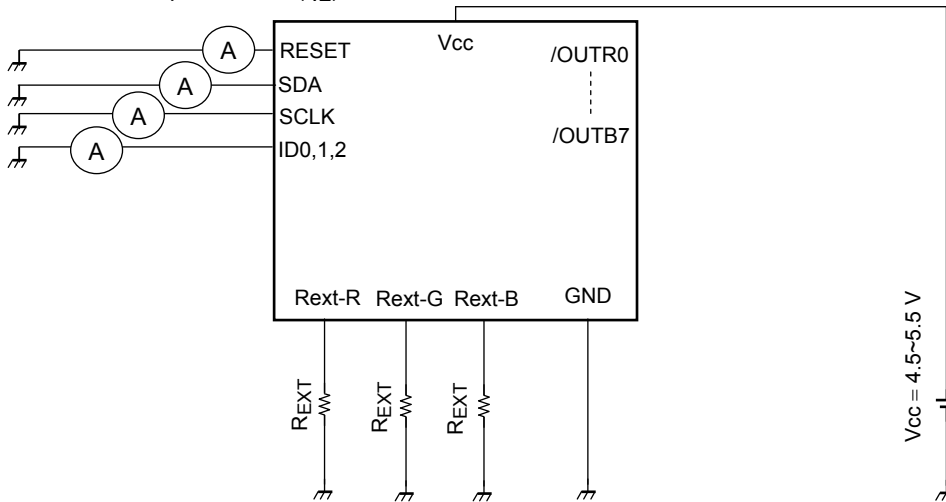 A
RESET
Vcc
/OUTR0
A
SDA
A
SCLK
/OUTB7
A
ID0,1,2
Rext-R
Rext-G
Rext-B
GND
REXT
REXT
REXT
Vcc = 4.5~5.5 V